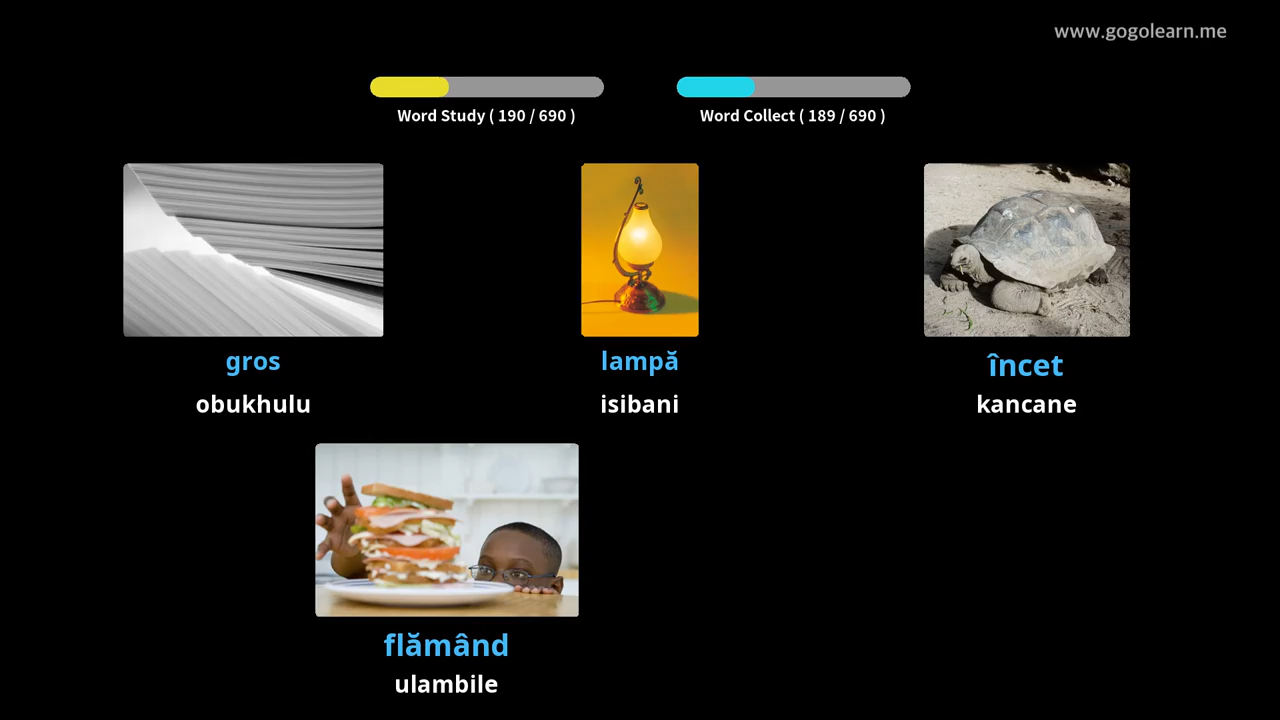 www.gogolearn.me
Word Study ( 190 / 690 )
Word Collect ( 189 / 690 )
gros
obukhulu
lampă
isibani
încet
kancane
flămând
ulambile